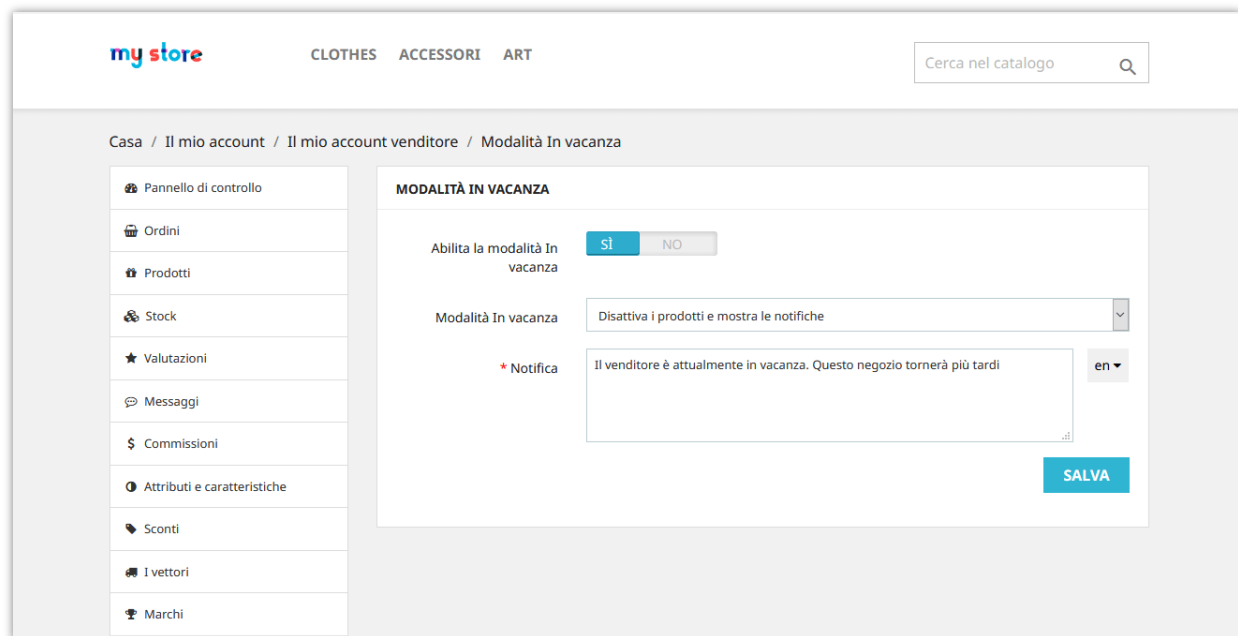 my store
CLOTHES ACCESSORI ART
Cerca nel catalogo
Casa / Il mio account / Il mio account venditore / Modalità In vacanza
Pannello di controllo
Ordini
Prodotti
Stock
Valutazioni
Messaggi
Commissioni
Attributi e caratteristiche
Sconti
I vettori
Marchi
MODALITÀ IN VACANZA
Abilita la modalità In
vacanza
SÌ NO
Modalità In vacanza
Disattiva i prodotti e mostra le notifiche
* Notifica
Il venditore è attualmente in vacanza. Questo negozio tornerà più tardi
en
SALVA